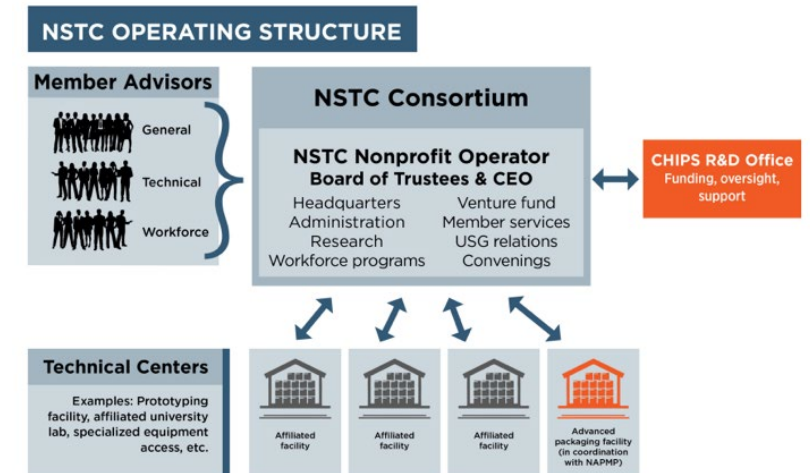 NSTC OPERATING STRUCTURE
Member Advisors
General
Technical
Workforce
NSTC Consortium
NSTC Nonprofit Operator
Board of Trustees & CEO
Headquarters
Administration
Research
Workforce programs
Venture fund
Member services
USG relations
Convenings
CHIPS R&D Office
Funding, oversight,
support
Technical Centers
Examples: Prototyping
facility, affiliated university
lab, specialized equipment
access, etc.
Affiliated
facility
Affiliated
facility
Affiliated
facility
Advanced
packaging facility
(in coordination
with NAPMP)